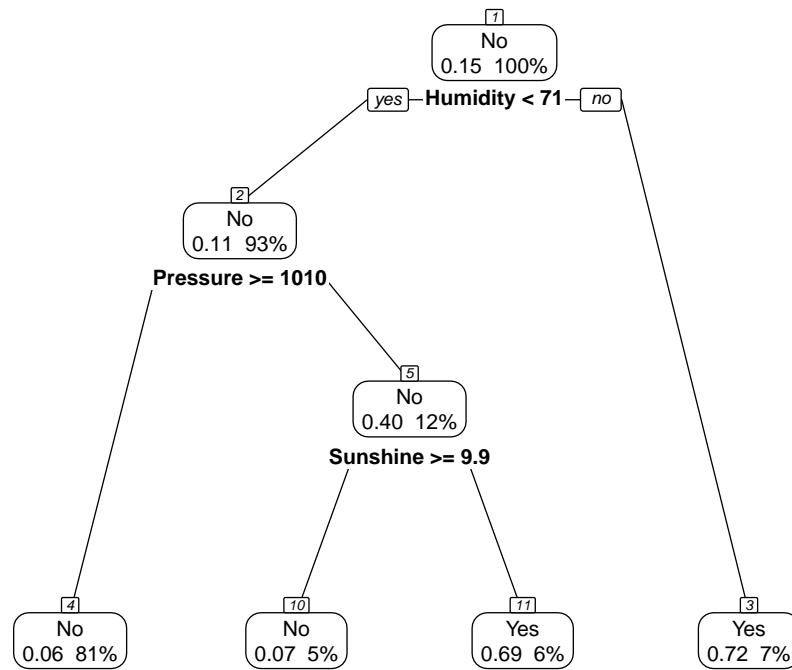 1
No
0.15 100%
yes Humidity < 71 no
2
No
0.11 93%
Pressure >= 1010
5
No
0.40 12%
Sunshine >= 9.9
4
No
0.06 81%
10
No
0.07 5%
11
Yes
0.69 6%
3
Yes
0.72 7%